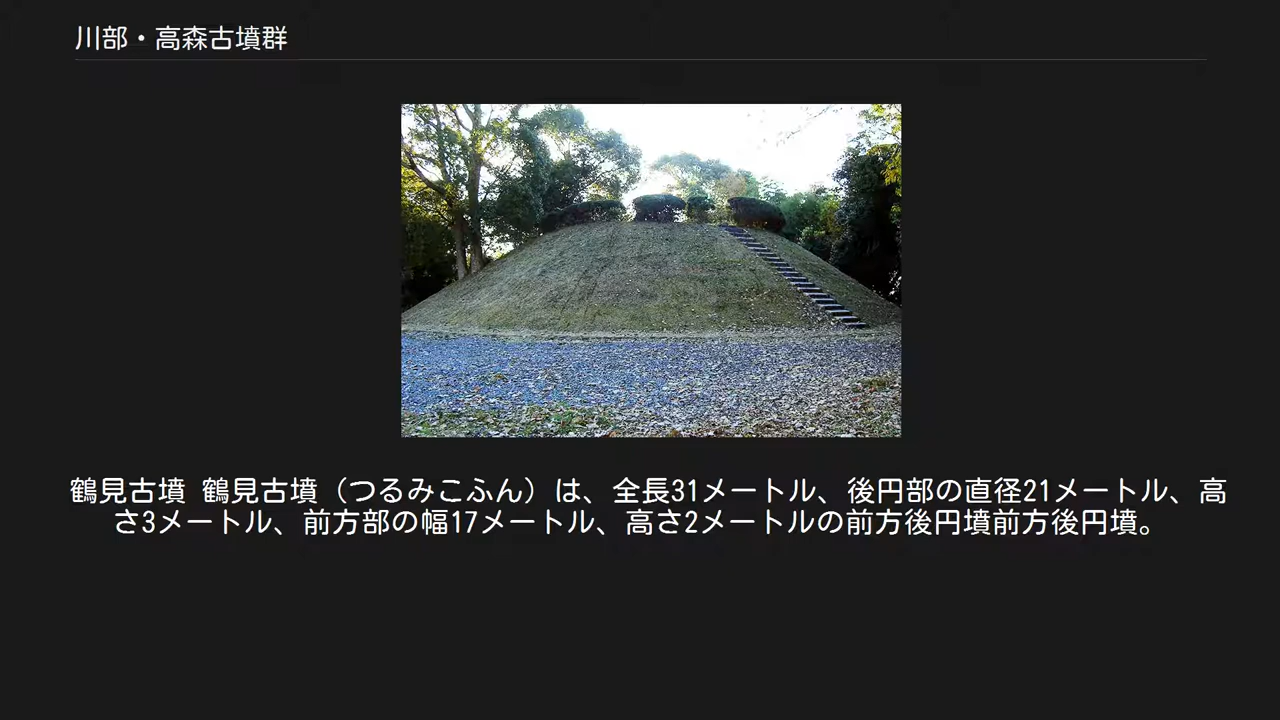 川部・高森古墳群
鶴見古墳 鶴見古墳（つるみこふん）は、全長31メートル、後円部の直径21メートル、高
さ3メートル、前方部の幅17メートル、高さ2メートルの前方後円墳前方後円墳。